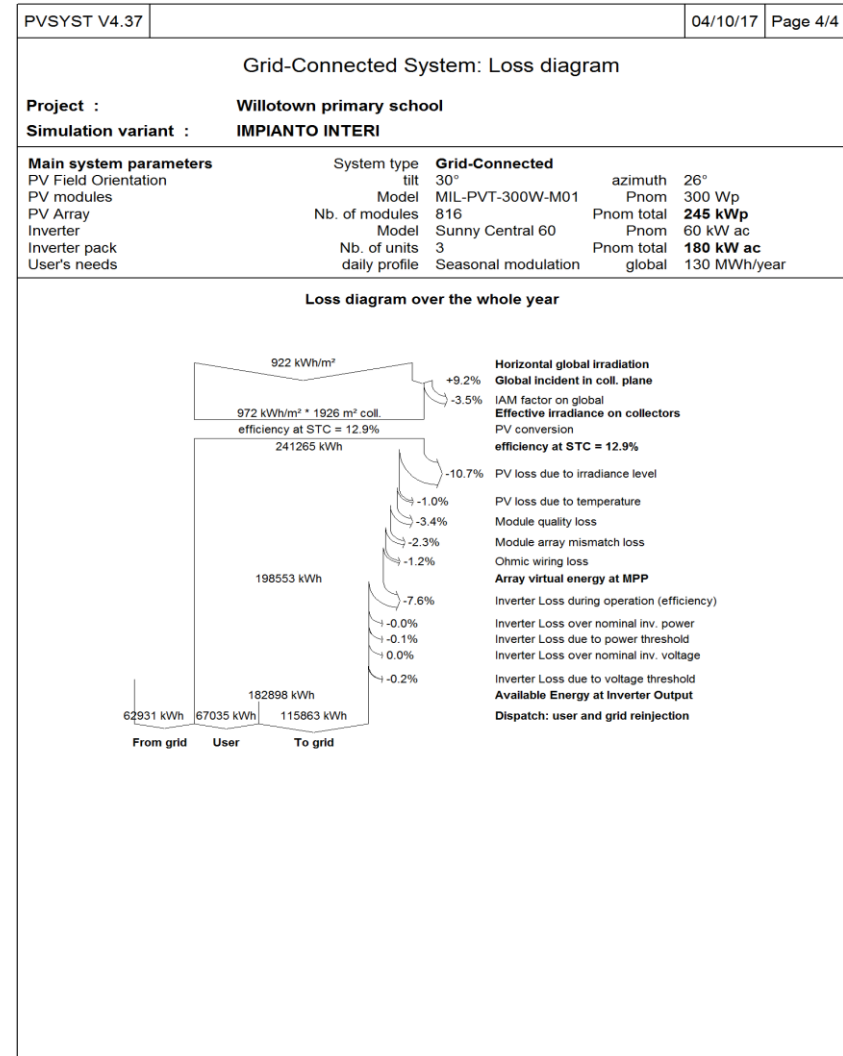 PVSYST V4.37 04/10/17 Page 4/4
Grid-Connected System: Loss diagram
Project : Willotown primary school
Simulation variant : IMPIANTO INTERI
Main system parameters System type Grid-Connected
PV Field Orientation tilt 30° azimuth 26°
PV modules Model MIL-PVT-300W-M01 Pnom 300 Wp
PV Array Nb. of modules 816 Pnom total 245 kWp
Inverter Model Sunny Central 60 Pnom 60 kW ac
Inverter pack Nb. of units 3 Pnom total 180 kW ac
User's needs daily profile Seasonal modulation global 130 MWh/year
Loss diagram over the whole year
922 kWh/m² Horizontal global irradiation
+9.2% Global incident in coll. plane
-3.5% IAM factor on global
972 kWh/m² * 1926 m² coll. Effective irradiance on collectors
efficiency at STC = 12.9% PV conversion
241265 kWh efficiency at STC = 12.9%
-10.7% PV loss due to irradiance level
-1.0% PV loss due to temperature
-3.4% Module quality loss
-2.3% Module array mismatch loss
-1.2% Ohmic wiring loss
198553 kWh Array virtual energy at MPP
-7.6% Inverter Loss during operation (efficiency)
-0.0% Inverter Loss over nominal inv. power
-0.1% Inverter Loss due to power threshold
0.0% Inverter Loss over nominal inv. voltage
-0.2% Inverter Loss due to voltage threshold
182898 kWh Available Energy at Inverter Output
62931 kWh 67035 kWh 115863 kWh Dispatch: user and grid reinjection
From grid User To grid